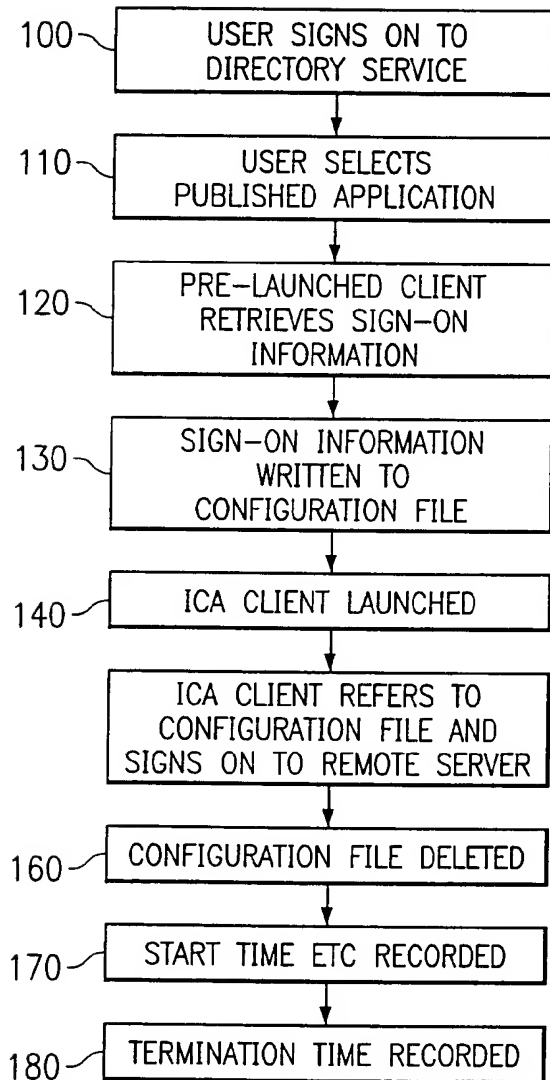 100
USER SIGNS ON TO
DIRECTORY SERVICE
110
USER SELECTS
PUBLISHED APPLICATION
120
PRE-LAUNCHED CLIENT
RETRIEVES SIGN-ON
INFORMATION
130
SIGN-ON INFORMATION
WRITTEN TO
CONFIGURATION FILE
140
ICA CLIENT LAUNCHED
ICA CLIENT REFERS TO
CONFIGURATION FILE AND
SIGNS ON TO REMOTE SERVER
160
CONFIGURATION FILE DELETED
170
START TIME ETC RECORDED
180
TERMINATION TIME RECORDED